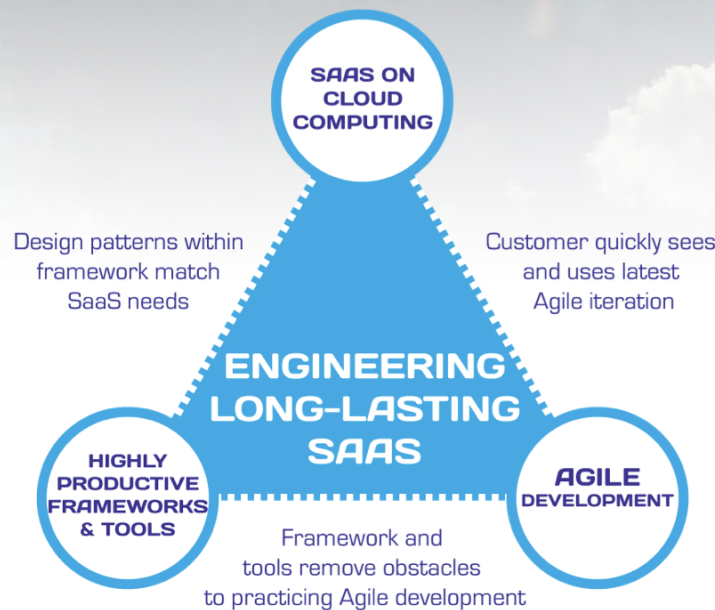 SAAS ON
CLOUD
COMPUTING
Design patterns within
framework match
SaaS needs
Customer quickly sees
and uses latest
Agile iteration
ENGINEERING
LONG-LASTING
SAAS
HIGHLY
PRODUCTIVE
FRAMEWORKS
& TOOLS
AGILE
DEVELOPMENT
Framework and
tools remove obstacles
to practicing Agile development